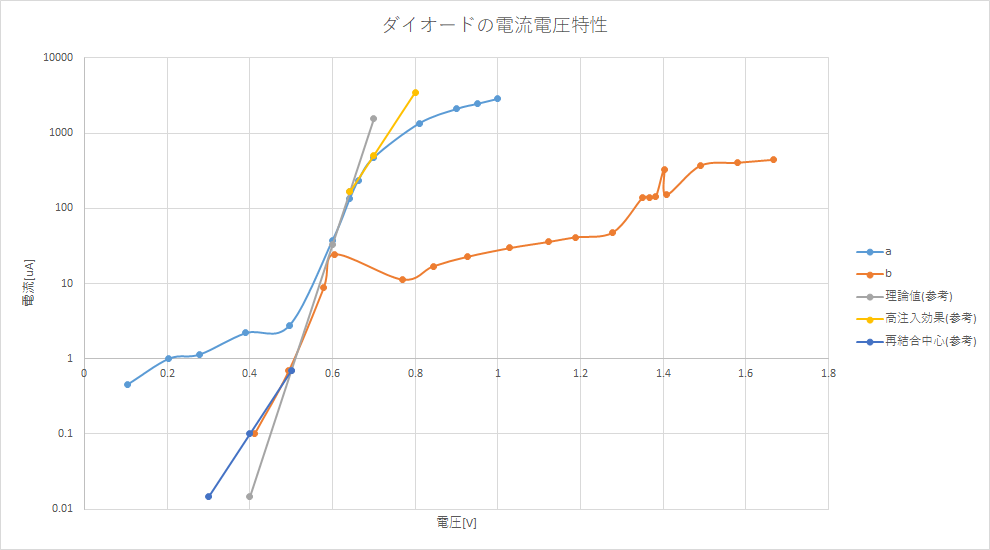 ダイオードの電流電圧特性
10000
1000
100
10
1
0.1
0.01
0
0.2
0.4
0.6
0.8
1
1.2
1.4
1.6
1.8
電流[uA]
電圧[V]
a
b
理論値(参考)
高注入効果(参考)
再結合中心(参考)